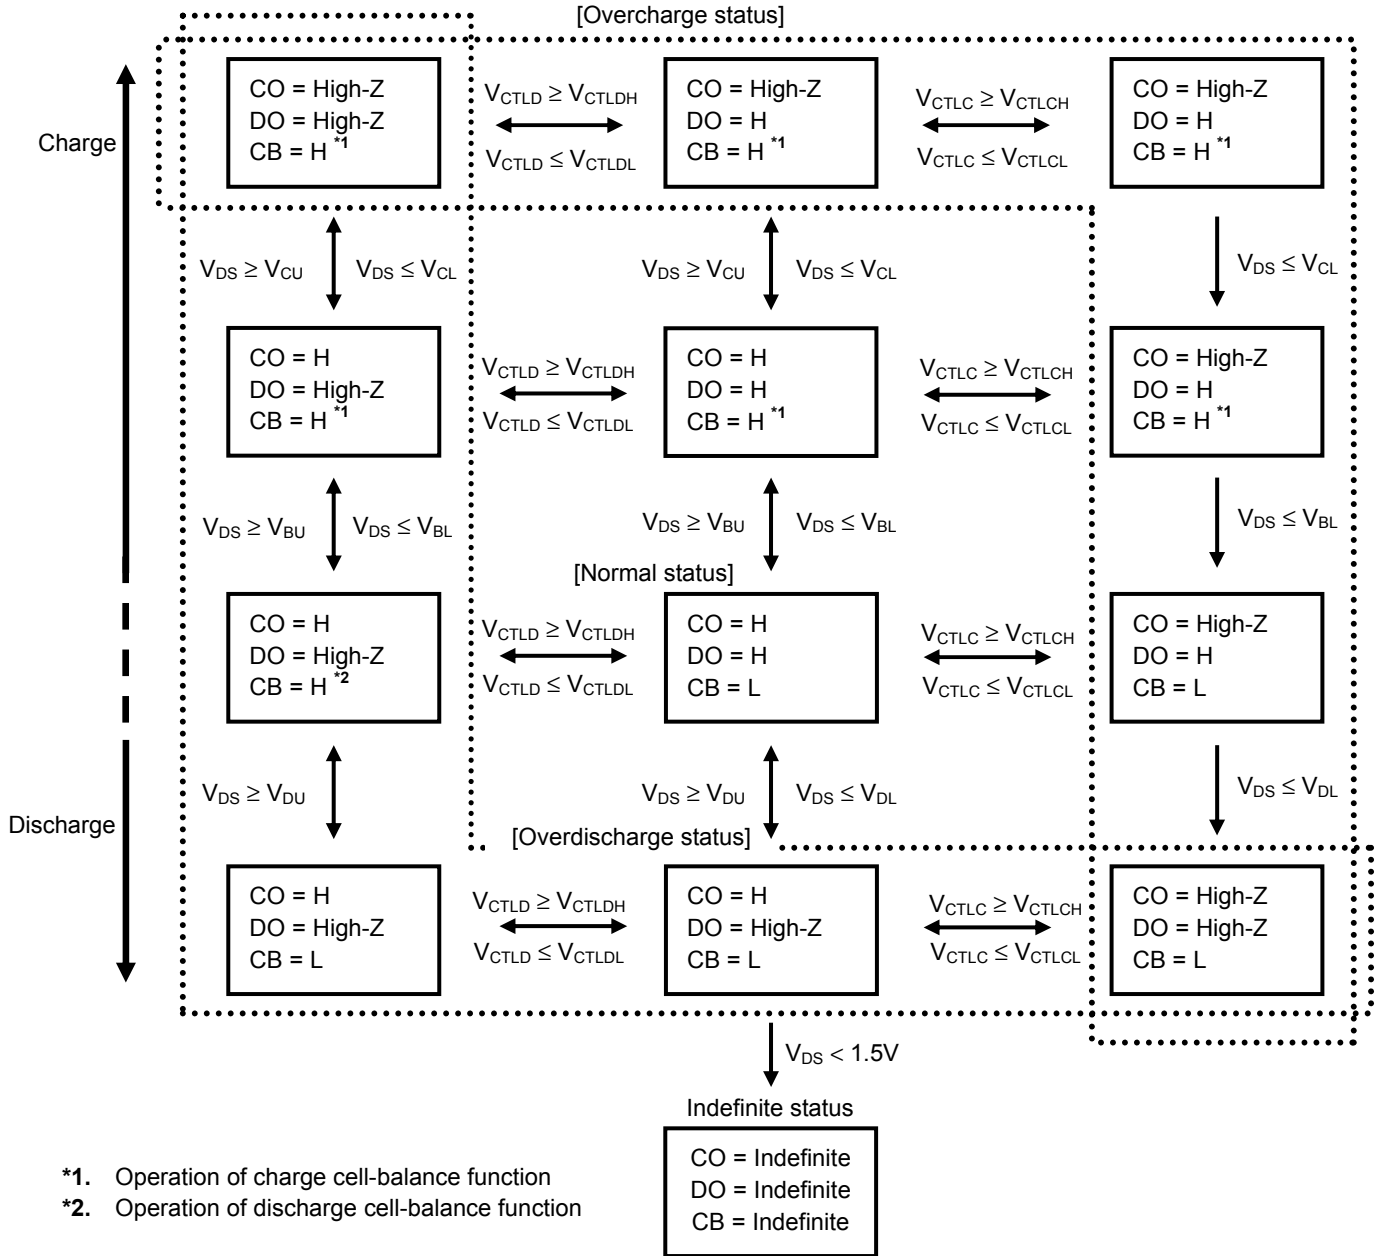 [Overcharge status]
Charge
CO = High-Z
DO = High-Z
CB = H *1
VCTLD ≥ VCTLDH
VCTLD ≤ VCTLDL
CO = High-Z
DO = H
CB = H *1
VCTLC ≥ VCTLCH
VCTLC ≤ VCTLCL
CO = High-Z
DO = H
CB = H *1
VDS ≥ VCU
VDS ≤ VCL
VDS ≥ VCU
VDS ≤ VCL
VDS ≤ VCL
CO = H
DO = High-Z
CB = H *1
VCTLD ≥ VCTLDH
VCTLD ≤ VCTLDL
CO = H
DO = H
CB = H *1
VCTLC ≥ VCTLCH
VCTLC ≤ VCTLCL
CO = High-Z
DO = H
CB = H *1
VDS ≥ VBU
VDS ≤ VBL
VDS ≥ VBU
VDS ≤ VBL
VDS ≤ VBL
[Normal status]
CO = H
DO = High-Z
CB = H *2
VCTLD ≥ VCTLDH
VCTLD ≤ VCTLDL
CO = H
DO = H
CB = L
VCTLC ≥ VCTLCH
VCTLC ≤ VCTLCL
CO = High-Z
DO = H
CB = L
VDS ≥ VDU
VDS ≥ VDU
VDS ≤ VDL
VDS ≤ VDL
Discharge
[Overdischarge status]
CO = H
DO = High-Z
CB = L
VCTLD ≥ VCTLDH
VCTLD ≤ VCTLDL
CO = H
DO = High-Z
CB = L
VCTLC ≥ VCTLCH
VCTLC ≤ VCTLCL
CO = High-Z
DO = High-Z
CB = L
VDS < 1.5V
Indefinite status
CO = Indefinite
DO = Indefinite
CB = Indefinite
*1. Operation of charge cell-balance function
*2. Operation of discharge cell-balance function